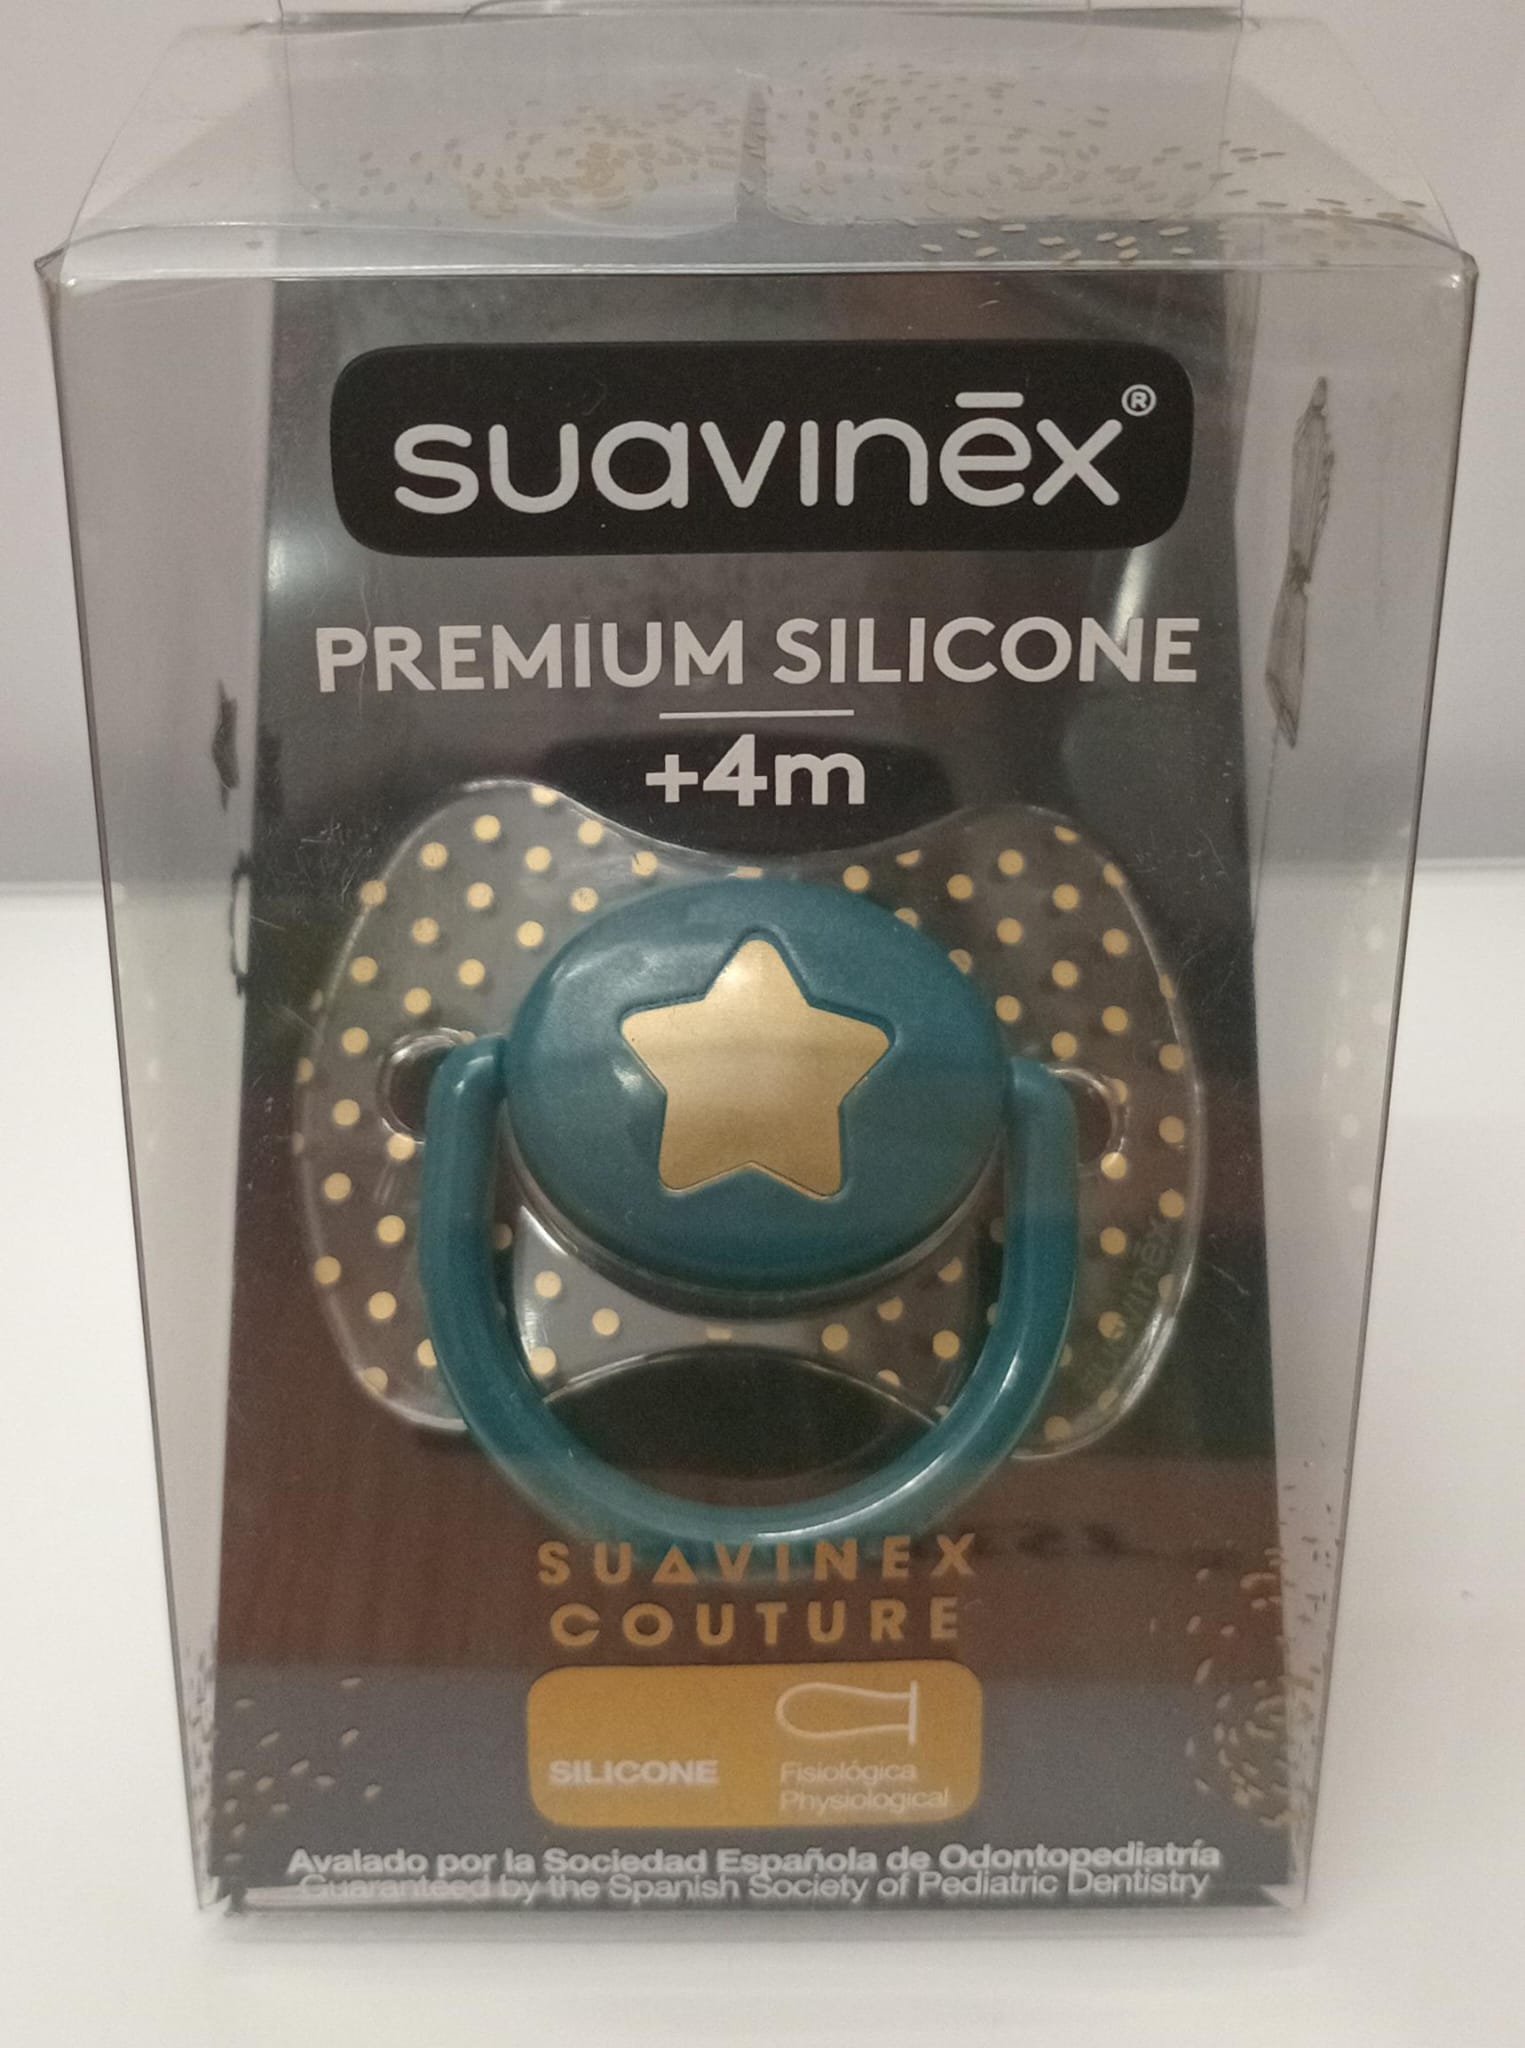 suavinēx®
PREMIUM SILICONE
+4m
suavinēx
SUAVINEX
COUTURE
SILICONE
Fisiológica
Physiological
Avalado por la Sociedad Española de Odontopediatría
Guaranteed by the Spanish Society of Pediatric Dentistry